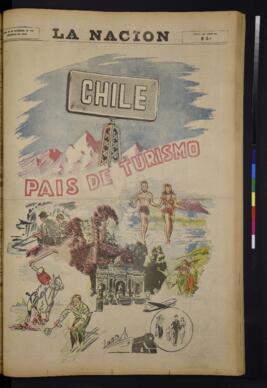 LA NACION
CHILE
PAIS DE TURISMO